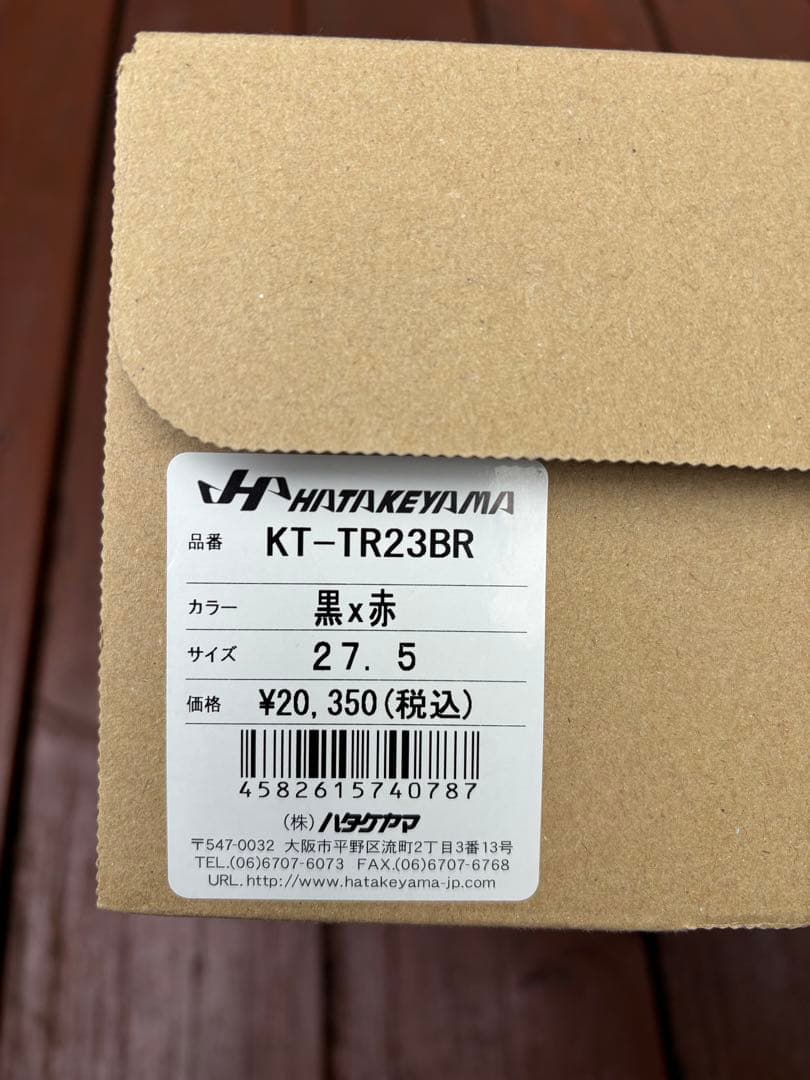 HATAKEYAMA
品番 KT-TR23BR
カラー 黒x赤
サイズ 27.5
価格 ¥20,350(税込)
4582615740787
(株)ハタケヤマ
〒547-0032 大阪市平野区流町2丁目3番13号
TEL.(06)6707-6073 FAX.(06)6707-6768
URL.http://www.hatakeyama-jp.com